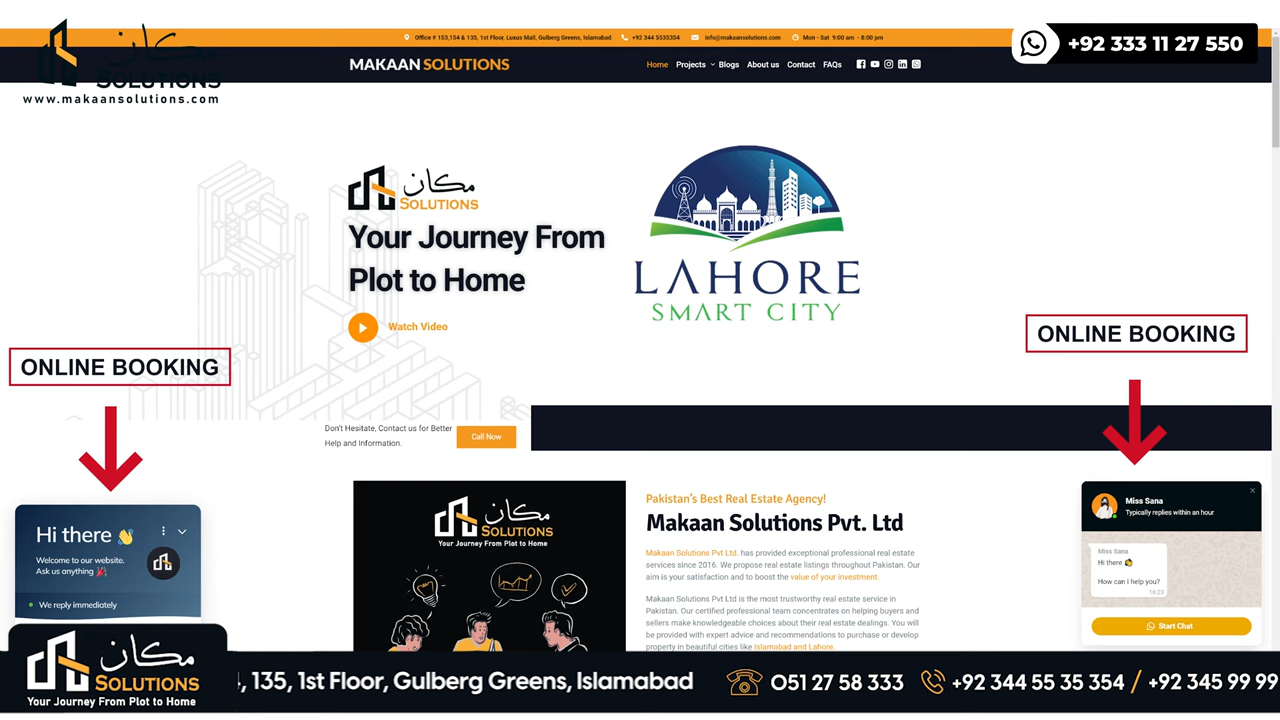 مكان
SOLUTIONS
www.makaansolutions.com
Office # 153,154 & 135, 1st Floor, Luxus Mall, Gulberg Greens, Islamabad
+92 344 5535354
info@makaansolutions.com
Mon - Sat 9:00 am - 8:00 pm
+92 333 11 27 550
MAKAAN SOLUTIONS
Home Projects Blogs About us Contact FAQs
مكان
SOLUTIONS
Your Journey From
Plot to Home
Watch Video
LAHORE
SMART CITY
ONLINE BOOKING
ONLINE BOOKING
Don't Hesitate, Contact us for Better
Help and Information.
Call Now
Hi there 👋
Welcome to our website.
Ask us anything 🎉
We reply immediately
مكان
SOLUTIONS
Your Journey From Plot to Home
Pakistan's Best Real Estate Agency!
Makaan Solutions Pvt. Ltd
Makaan Solutions Pvt Ltd. has provided exceptional professional real estate
services since 2016. We propose real estate listings throughout Pakistan. Our
aim is your satisfaction and to boost the value of your investment.
Makaan Solutions Pvt Ltd is the most trustworthy real estate service in
Pakistan. Our certified professional team concentrates on helping buyers and
sellers make knowledgeable choices about their real estate dealings. You will
be provided with expert advice and recommendations to purchase or develop
property in beautiful cities like Islamabad and Lahore.
Miss Sana
Typically replies within an hour
Miss Sana
Hi there 👋
How can I help you?
16:23
Start Chat
مكان
SOLUTIONS
Your Journey From Plot to Home
, 135, 1st Floor, Gulberg Greens, Islamabad
051 27 58 333
+92 344 55 35 354 / +92 345 99 99